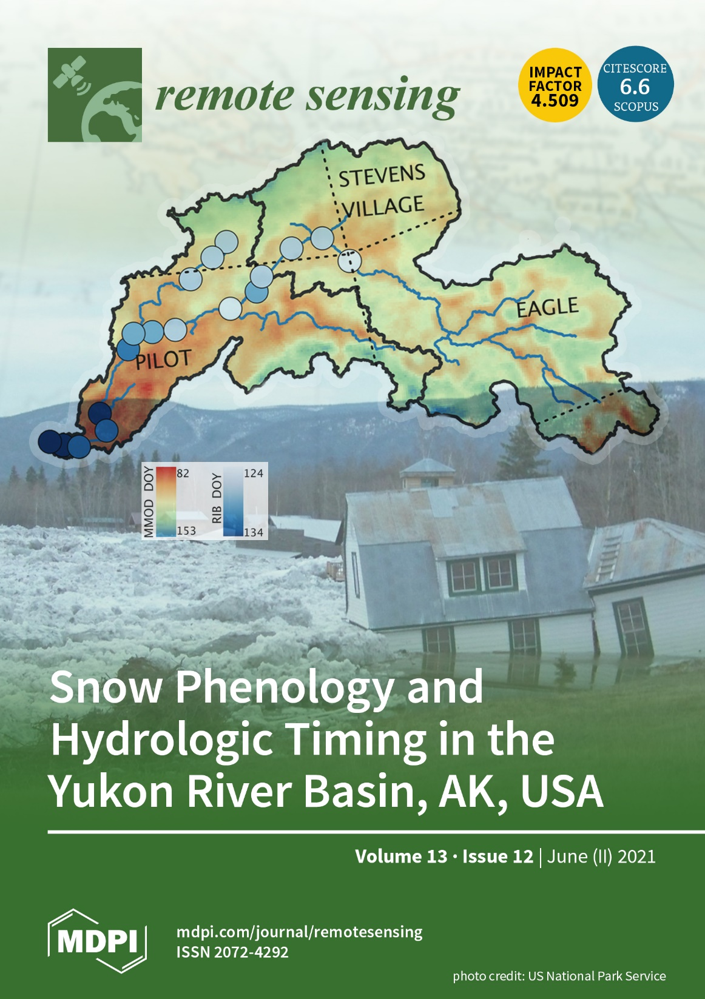 remote sensing
IMPACT
FACTOR
4.509
CITESCORE
6.6
SCOPUS
STEVENS
VILLAGE
EAGLE
PILOT
MMOD DOY
82
153
RIB DOY
124
134
Snow Phenology and
Hydrologic Timing in the
Yukon River Basin, AK, USA
Volume 13 · Issue 12 | June (II) 2021
MDPI
mdpi.com/journal/remotesensing
ISSN 2072-4292
photo credit: US National Park Service